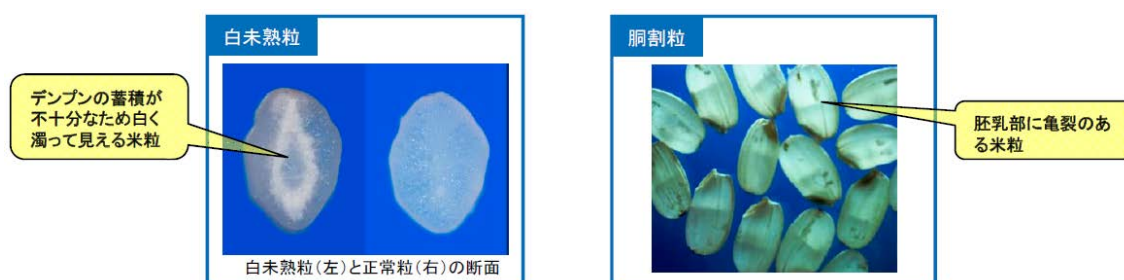 白未熟粒
デンプンの蓄積が
不十分なため白く
濁って見える米粒
白未熟粒(左)と正常粒(右)の断面
胴割粒
胚乳部に亀裂のあ
る米粒